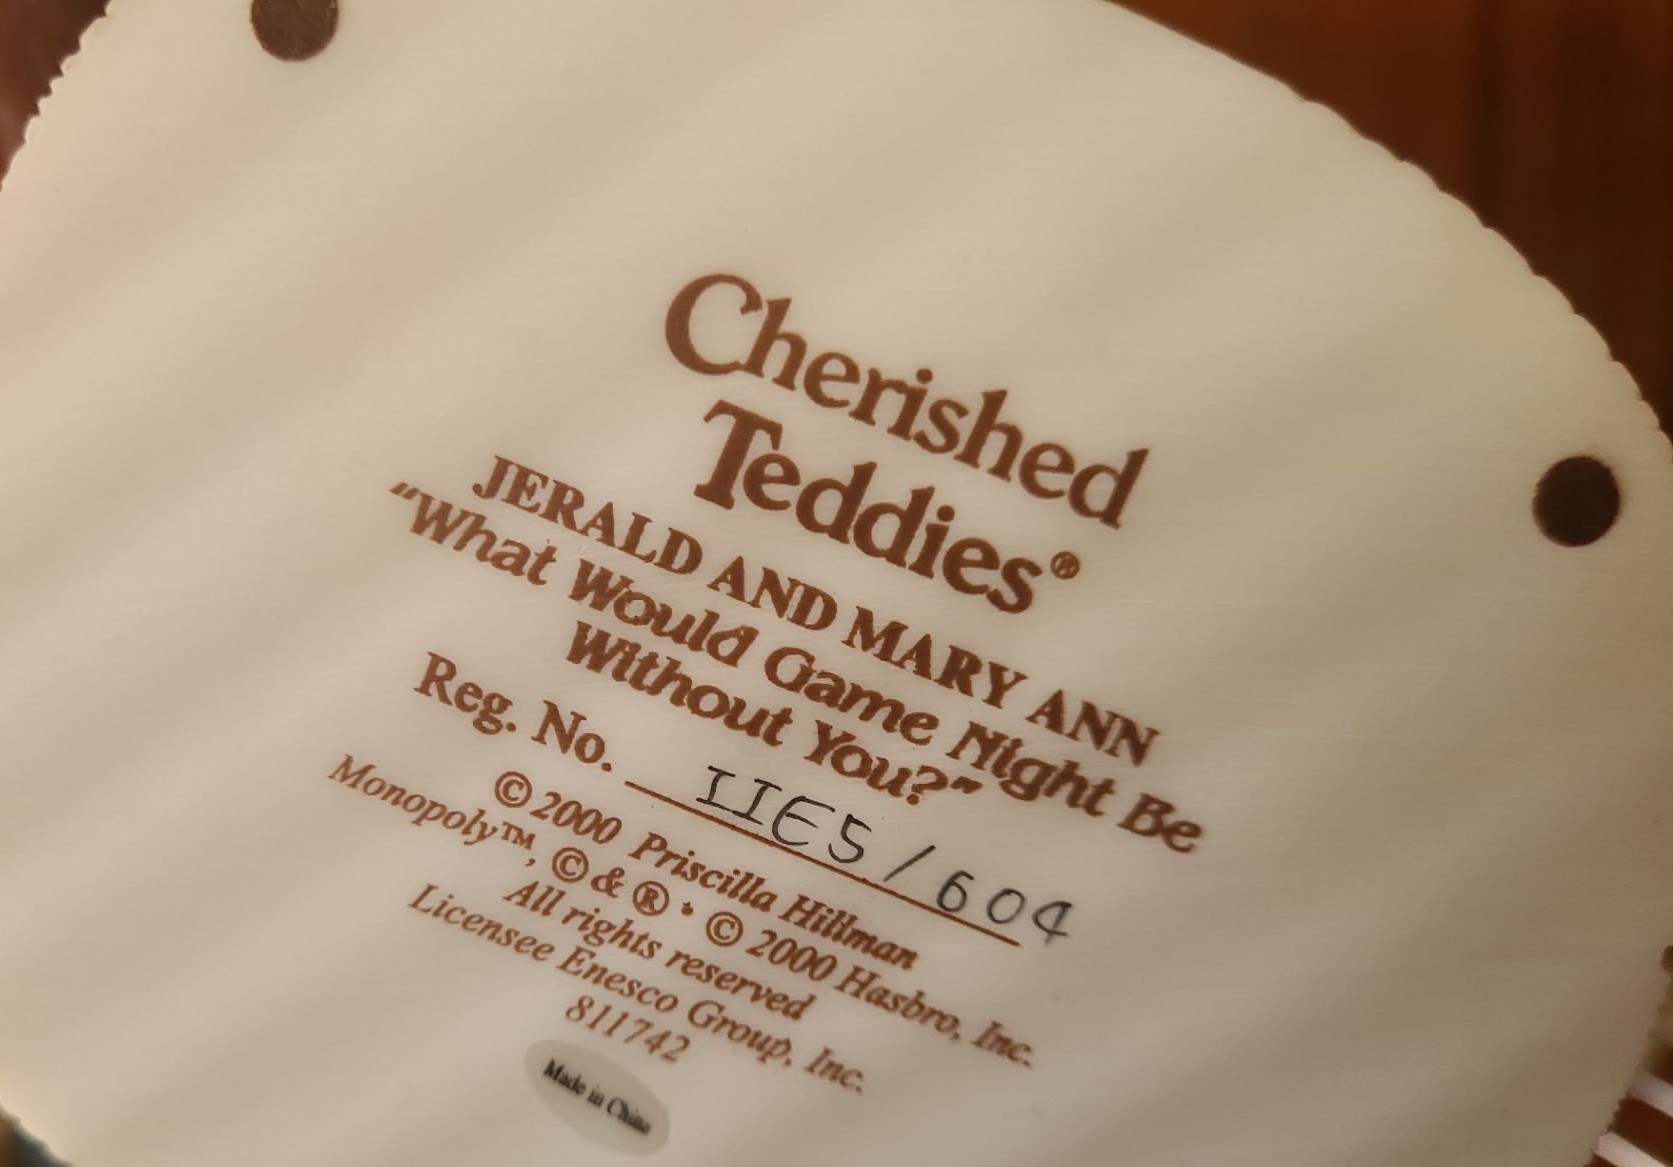 Cherished
Teddies®
JERALD AND MARY ANN
"What Would Game Night Be
Without You?"
Reg. No. IIE5/604
© 2000 Priscilla Hillman
Monopoly™, © & ® · © 2000 Hasbro, Inc.
All rights reserved
Licensee Enesco Group, Inc.
811742
Made in China